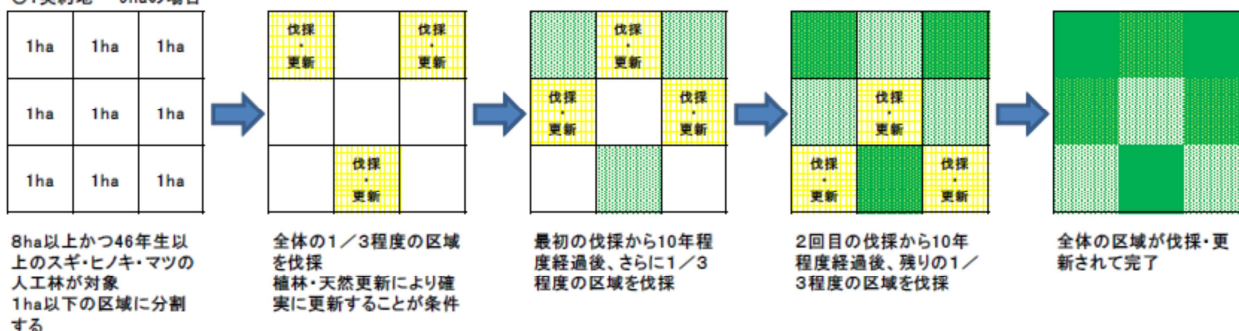 1ha 1ha 1ha
1ha 1ha 1ha
1ha 1ha 1ha
8ha以上かつ46年生以
上のスギ・ヒノキ・マツの
人工林が対象
1ha以下の区域に分割
する
伐採
・
更新
伐採
・
更新
伐採
・
更新
全体の1/3程度の区域
を伐採
植林・天然更新により確
実に更新することが条件
伐採
・
更新
伐採
・
更新
伐採
・
更新
最初の伐採から10年程
度経過後、さらに1/3
程度の区域を伐採
伐採
・
更新
伐採
・
更新
伐採
・
更新
2回目の伐採から10年
程度経過後、残りの1/
3程度の区域を伐採
全体の区域が伐採・更
新されて完了